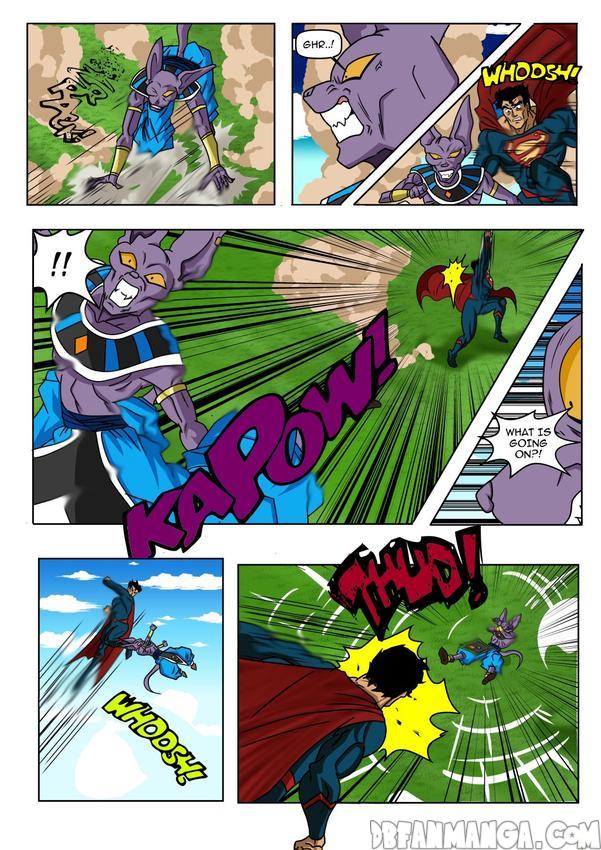 GHR..!
WHOOSH!
!!
KAPOW!
WHAT IS
GOING
ON?!
WHOOSH!
THUD!
DBFANMANGA.COM